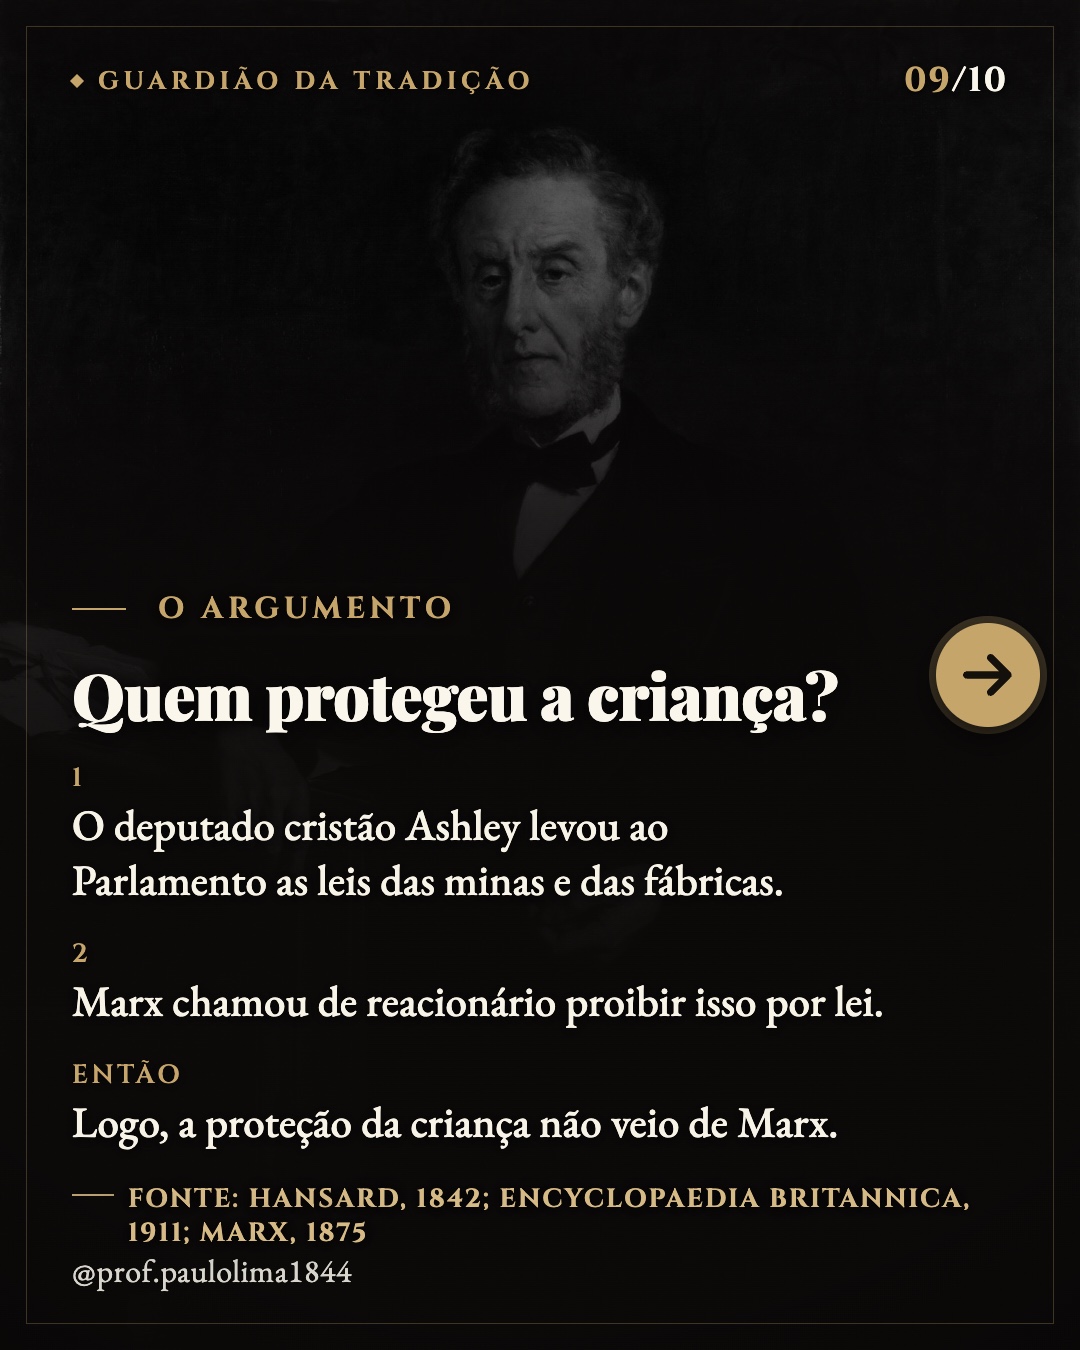 GUARDIÃO DA TRADIÇÃO
09/10
O ARGUMENTO
Quem protegeu a criança?
1
O deputado cristão Ashley levou ao
Parlamento as leis das minas e das fábricas.
2
Marx chamou de reacionário proibir isso por lei.
ENTÃO
Logo, a proteção da criança não veio de Marx.
FONTE: HANSARD, 1842; ENCYCLOPAEDIA BRITANNICA,
1911; MARX, 1875
@prof.paulolima1844